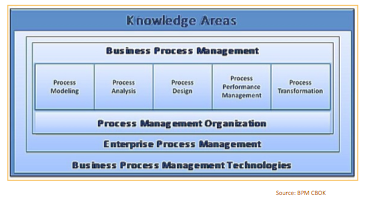 Knowledge Areas
Business Process Management
Process Modeling
Process Analysis
Process Design
Process Performance Management
Process Transformation
Process Management Organization
Enterprise Process Management
Business Process Management Technologies
Source: BPM CBOK